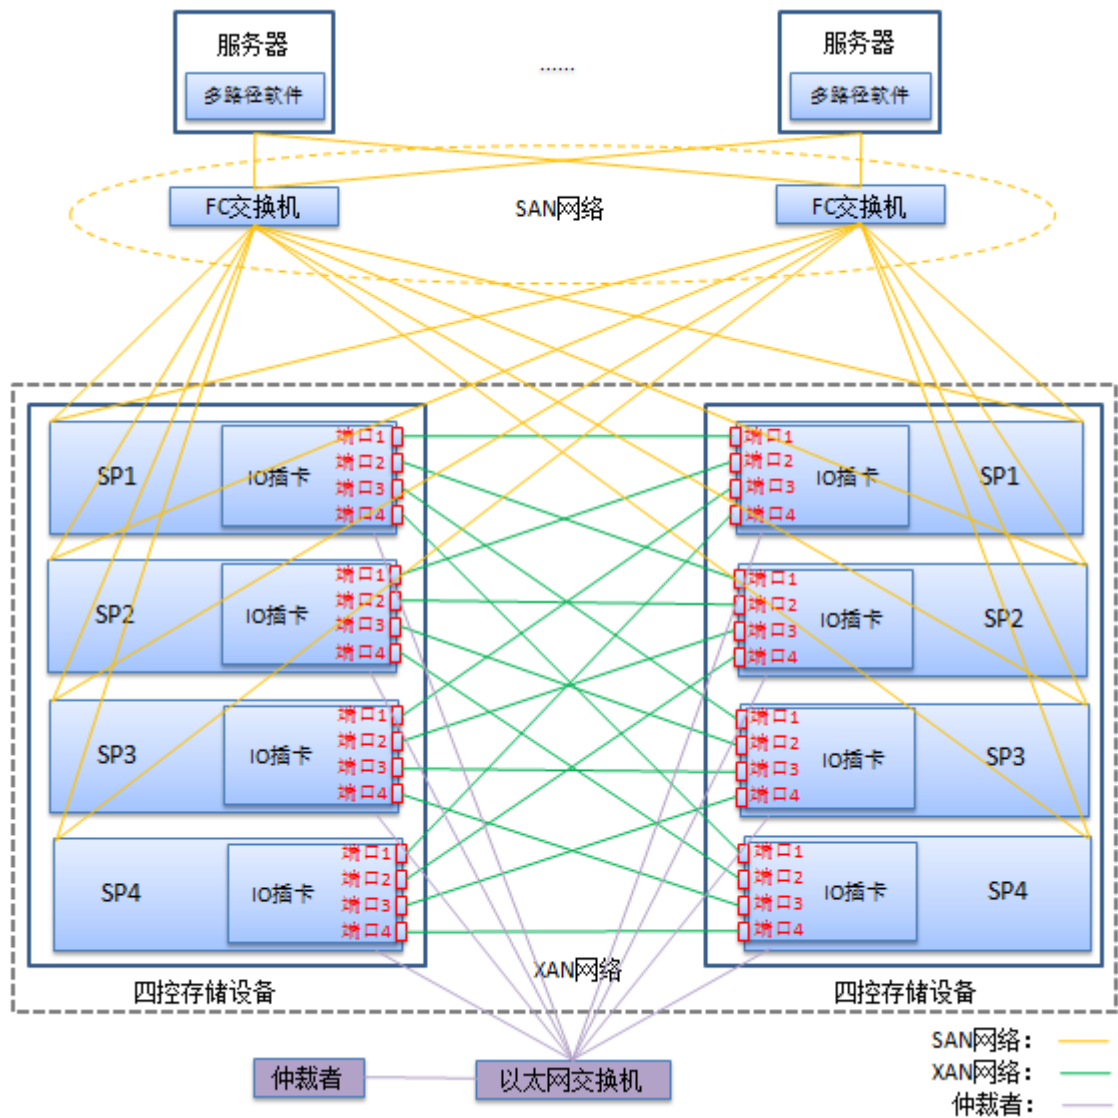 服务器
多路径软件
......
服务器
多路径软件
FC交换机
SAN网络
FC交换机
SP1
IO插卡
端口1
端口2
端口3
端口4
端口1
端口2
端口3
端口4
IO插卡
SP1
SP2
IO插卡
端口1
端口2
端口3
端口4
端口1
端口2
端口3
端口4
IO插卡
SP2
SP3
IO插卡
端口1
端口2
端口3
端口4
端口1
端口2
端口3
端口4
IO插卡
SP3
SP4
IO插卡
端口1
端口2
端口3
端口4
端口1
端口2
端口3
端口4
IO插卡
SP4
XAN网络
四控存储设备
四控存储设备
仲裁者
以太网交换机
SAN网络：
XAN网络：
仲裁者：